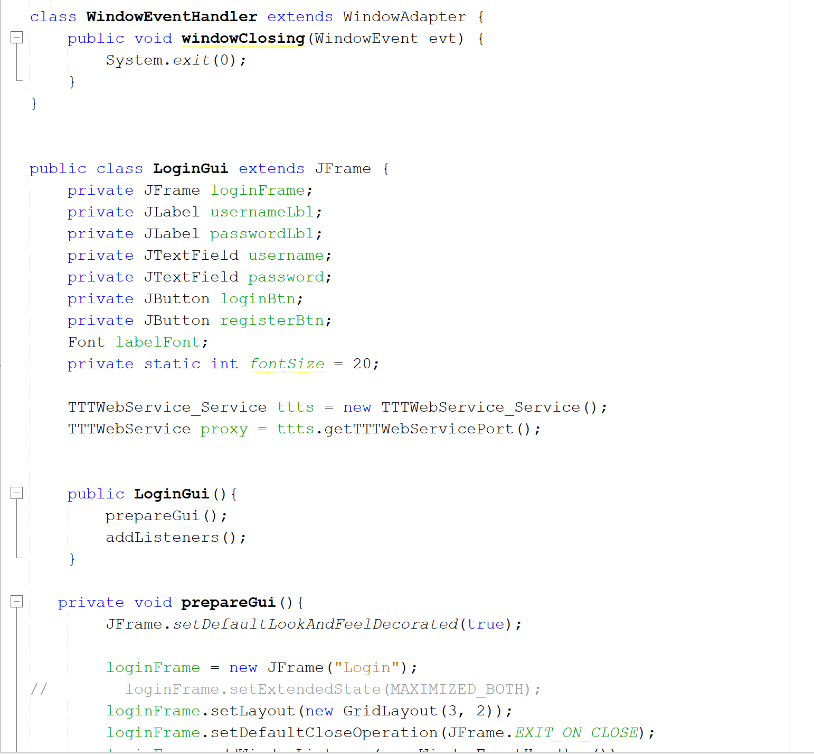 class WindowEventHandler extends WindowAdapter {
    public void windowClosing(WindowEvent evt) {
        System.exit(0);
    }
}
public class LoginGui extends JFrame {
    private JFrame loginFrame;
    private JLabel usernameLbl;
    private JLabel passwordLbl;
    private JTextField username;
    private JTextField password;
    private JButton loginBtn;
    private JButton registerBtn;
    Font labelFont;
    private static int fontSize = 20;
    TTTWebService_Service ttts = new TTTWebService_Service();
    TTTWebService proxy = ttts.getTTTWebServicePort();
    public LoginGui(){
        prepareGui();
        addListeners();
    }
   private void prepareGui(){
        JFrame.setDefaultLookAndFeelDecorated(true);
        loginFrame = new JFrame("Login");
//        loginFrame.setExtendedState(MAXIMIZED_BOTH);
        loginFrame.setLayout(new GridLayout(3, 2));
        loginFrame.setDefaultCloseOperation(JFrame.EXIT_ON_CLOSE);